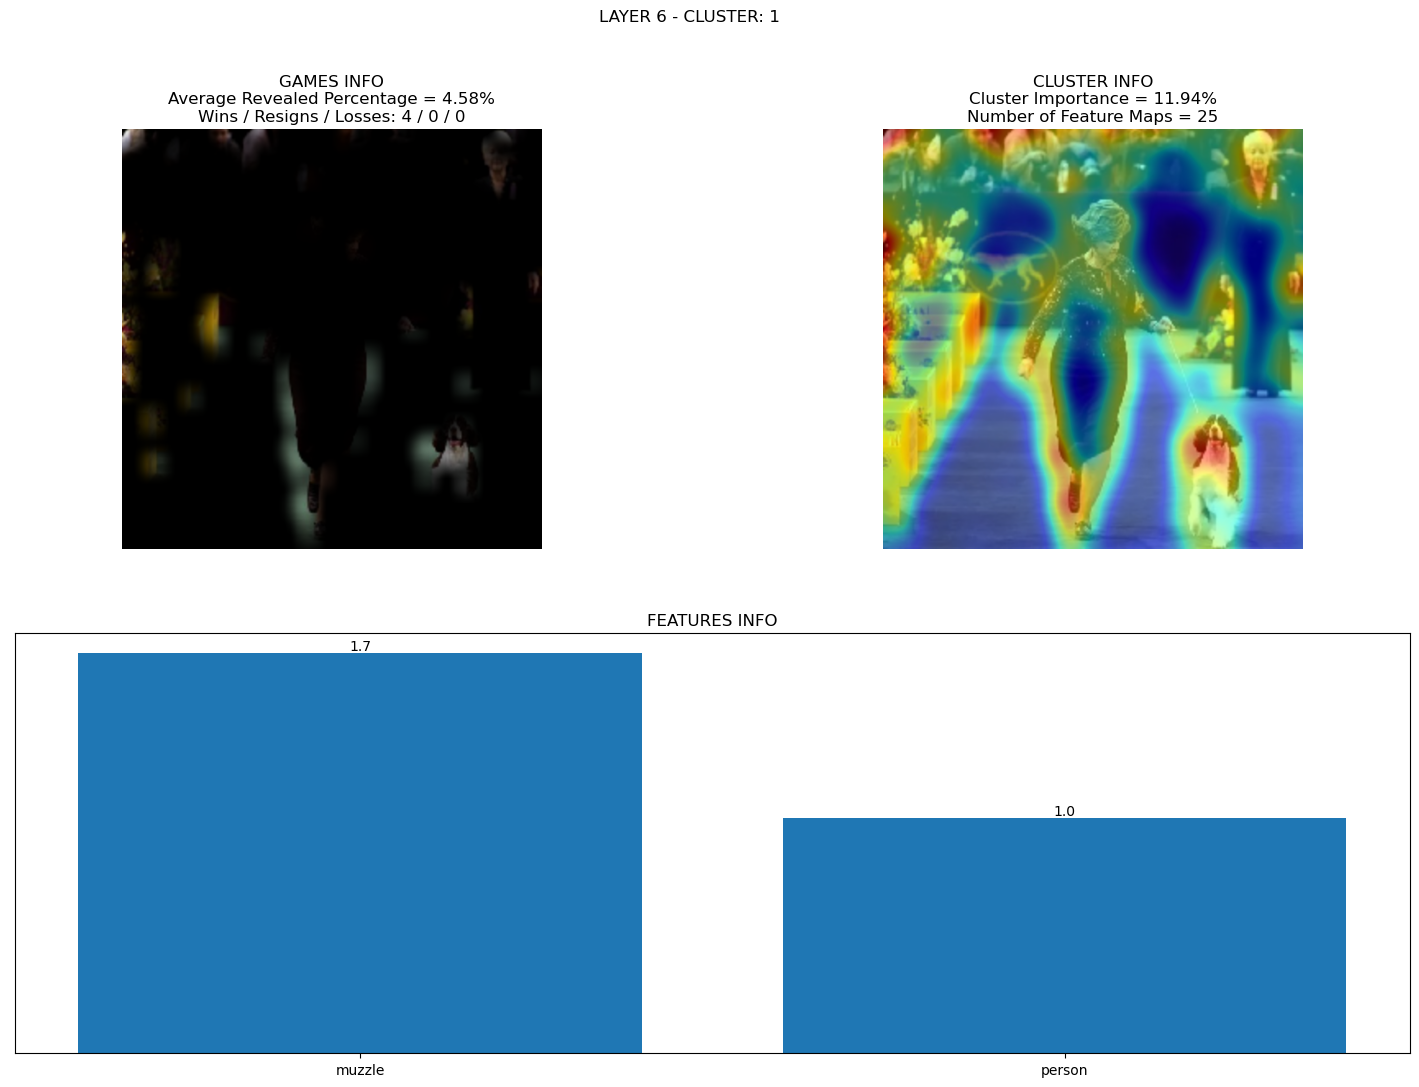 LAYER 6 - CLUSTER: 1
GAMES INFO
Average Revealed Percentage = 4.58%
Wins / Resigns / Losses: 4 / 0 / 0
CLUSTER INFO
Cluster Importance = 11.94%
Number of Feature Maps = 25
FEATURES INFO
1.7
1.0
muzzle
person